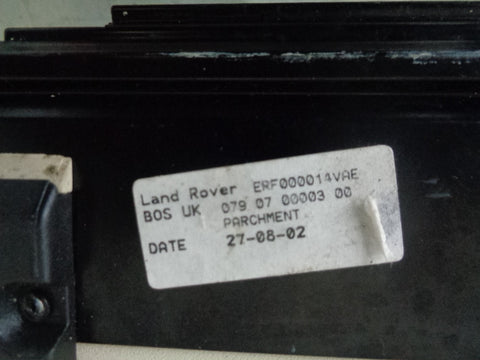 Land Rover ERF000014VAE
BOS UK 079 07 00003 00
PARCHMENT
DATE 27-08-02